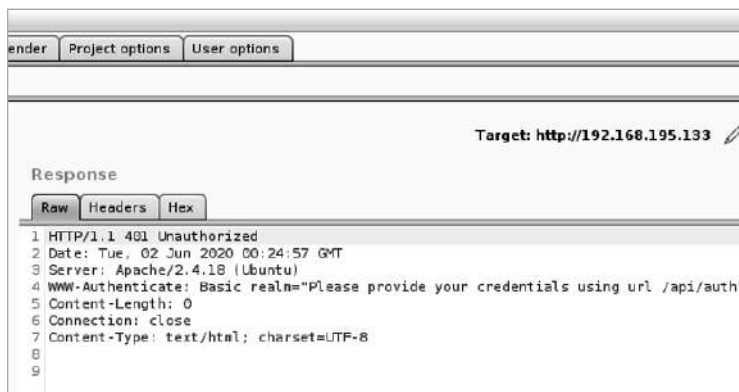 ender Project options User options
Target: http://192.168.195.133
Response
Raw Headers Hex
1 HTTP/1.1 401 Unauthorized
2 Date: Tue, 02 Jun 2020 00:24:57 GMT
3 Server: Apache/2.4.18 (Ubuntu)
4 WWW-Authenticate: Basic realm="Please provide your credentials using url /api/auth"
5 Content-Length: 0
6 Connection: close
7 Content-Type: text/html; charset=UTF-8
8
9